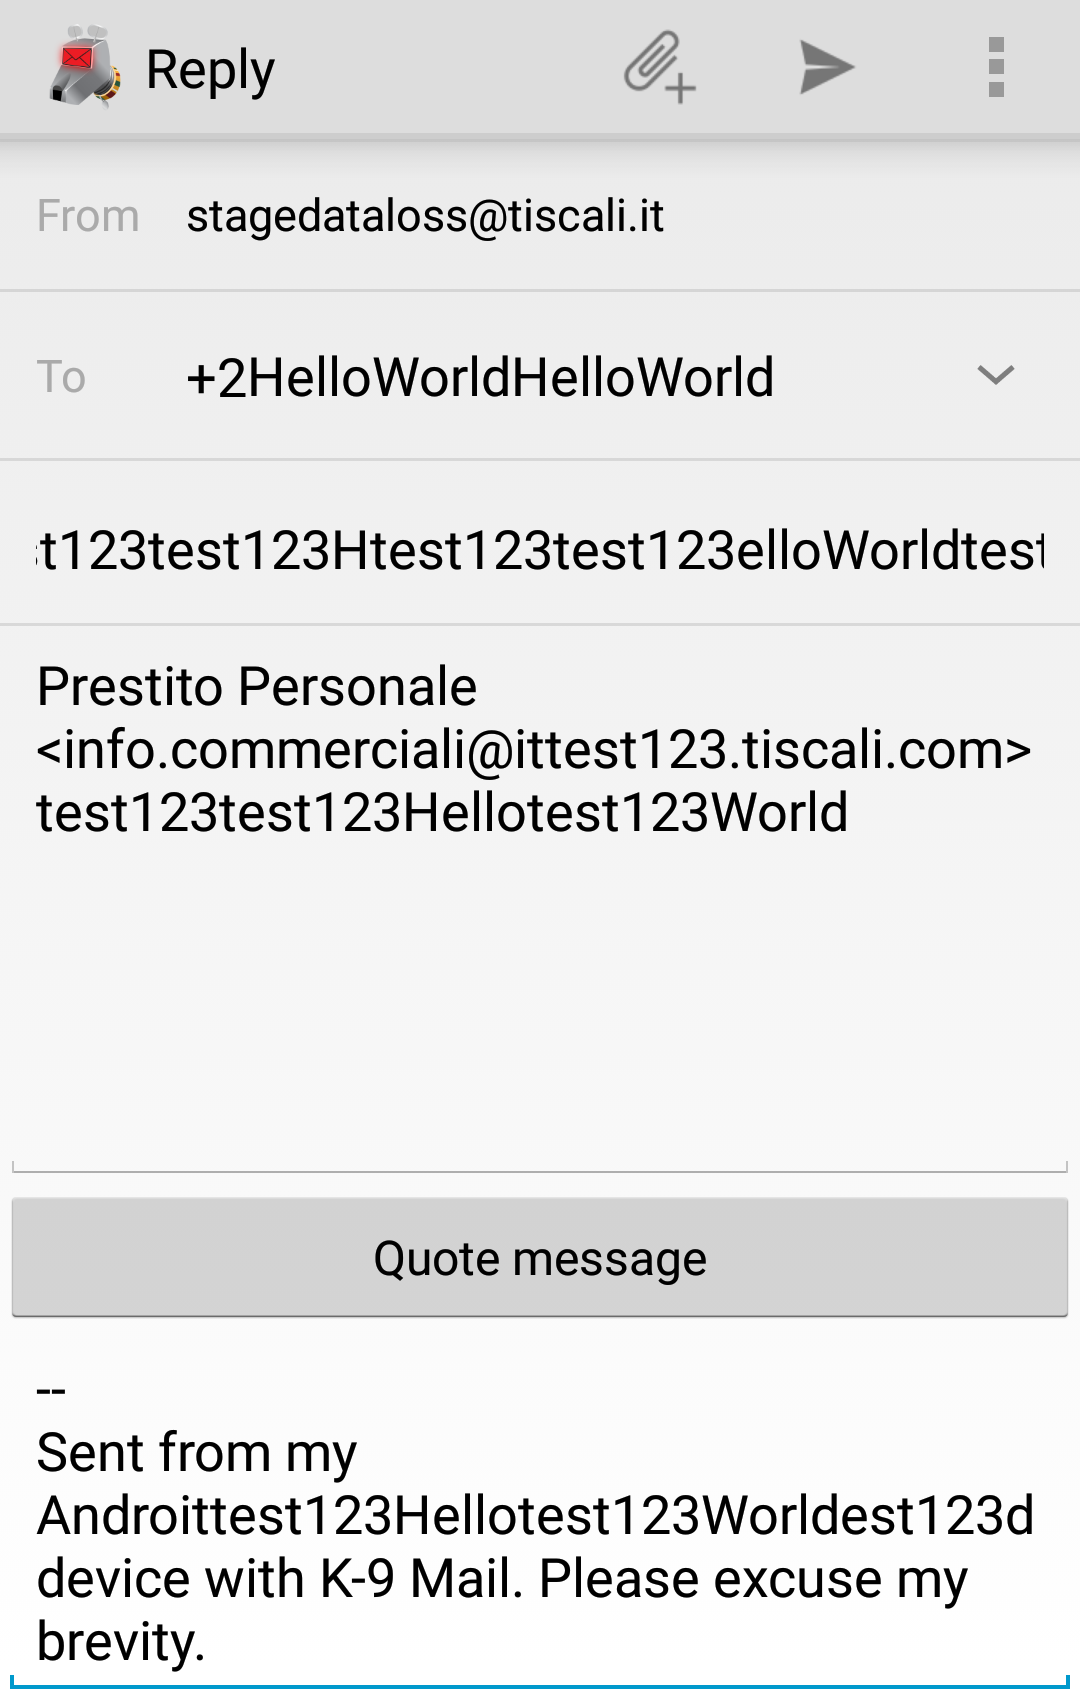 Reply
From stagedataloss@tiscali.it
To +2HelloWorldHelloWorld
t123test123Htest123test123elloWorldtest
Prestito Personale
<info.commerciali@ittest123.tiscali.com>
test123test123Hellotest123World
Quote message
--
Sent from my
Androittest123Hellotest123Worldest123d
device with K-9 Mail. Please excuse my
brevity.